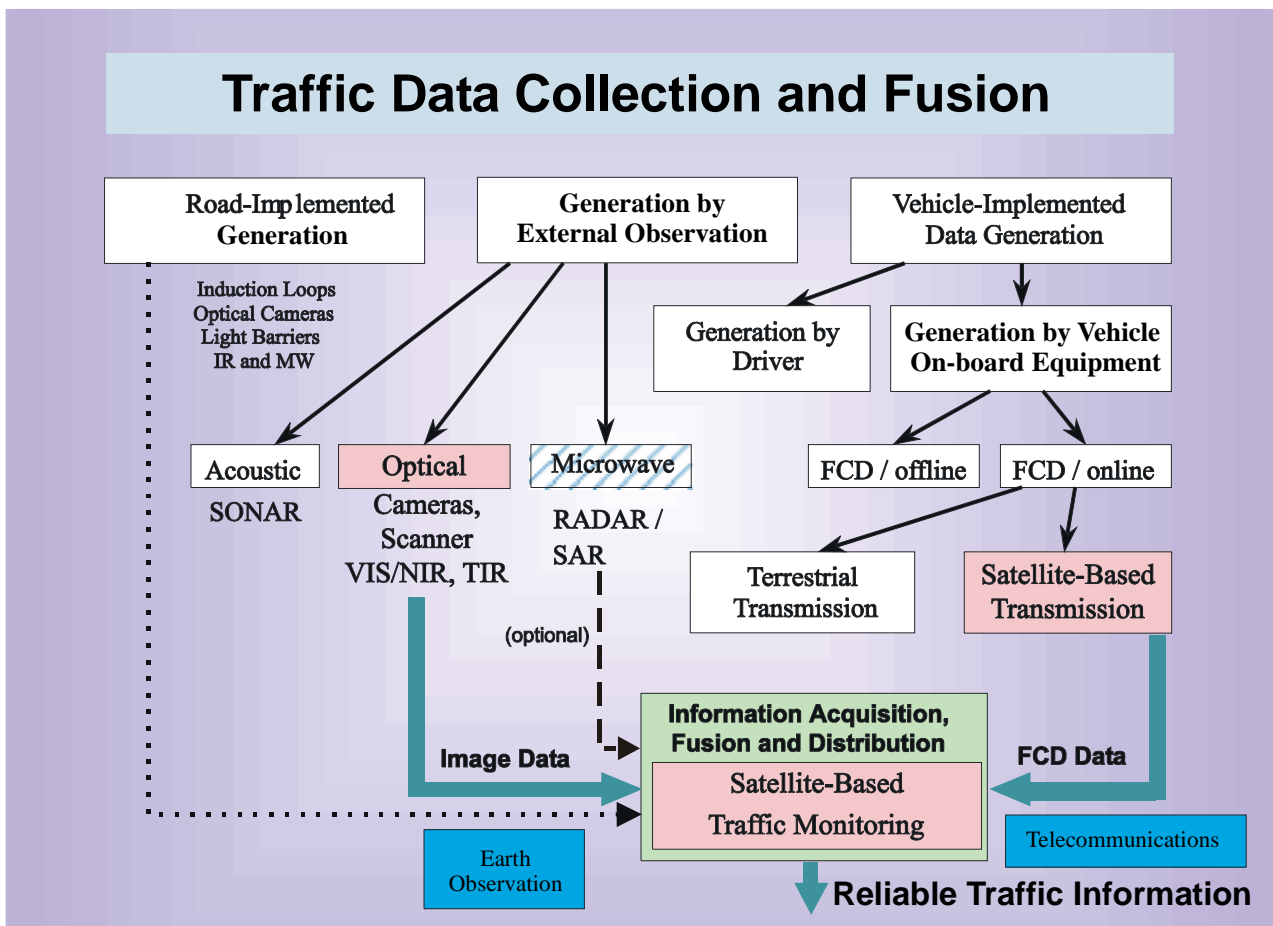 Traffic Data Collection and Fusion
Road-Implemented
Generation
Induction Loops
Optical Cameras
Light Barriers
IR and MW
Generation by
External Observation
Vehicle-Implemented
Data Generation
Generation by
Driver
Generation by Vehicle
On-board Equipment
Acoustic
SONAR
Optical
Cameras,
Scanner
VIS/NIR, TIR
Microwave
RADAR /
SAR
(optional)
FCD / offline
FCD / online
Terrestrial
Transmission
Satellite-Based
Transmission
Image Data
Information Acquisition,
Fusion and Distribution
Satellite-Based
Traffic Monitoring
FCD Data
Earth
Observation
Telecommunications
Reliable Traffic Information